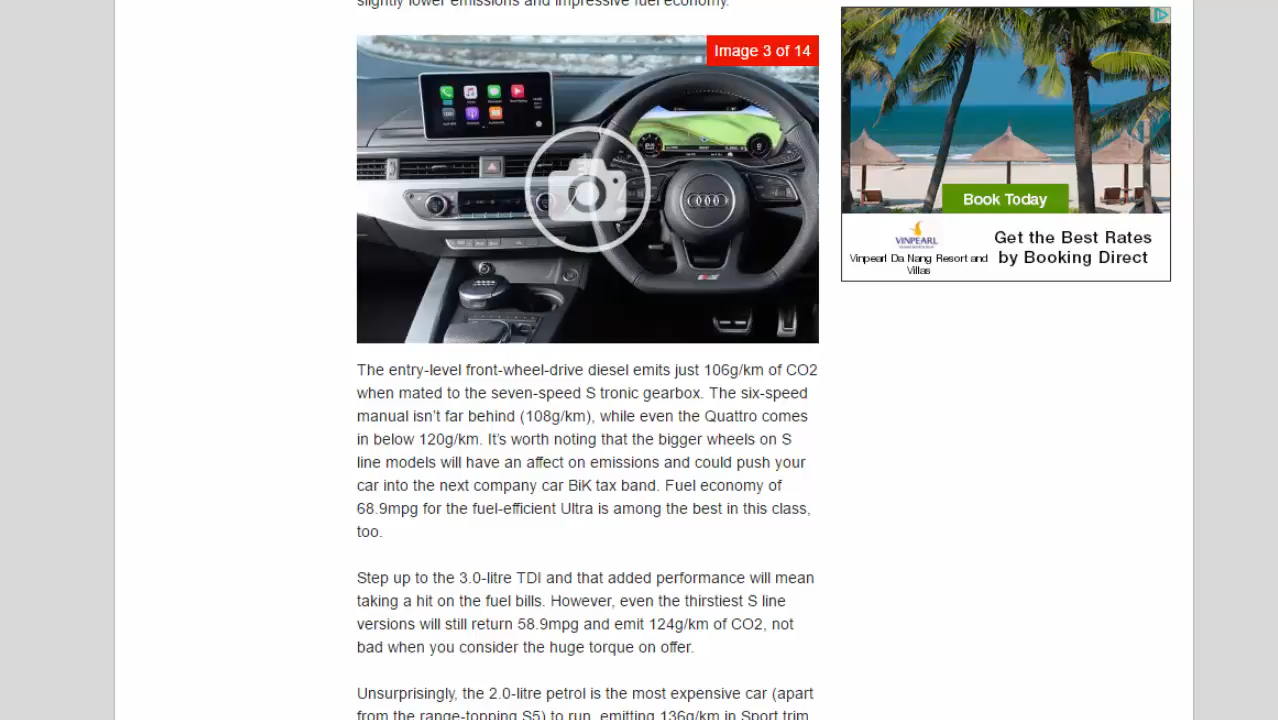 slightly lower emissions and impressive fuel economy.
Image 3 of 14
The entry-level front-wheel-drive diesel emits just 106g/km of CO2
when mated to the seven-speed S tronic gearbox. The six-speed
manual isn't far behind (108g/km), while even the Quattro comes
in below 120g/km. It's worth noting that the bigger wheels on S
line models will have an affect on emissions and could push your
car into the next company car BiK tax band. Fuel economy of
68.9mpg for the fuel-efficient Ultra is among the best in this class,
too.
Step up to the 3.0-litre TDI and that added performance will mean
taking a hit on the fuel bills. However, even the thirstiest S line
versions will still return 58.9mpg and emit 124g/km of CO2, not
bad when you consider the huge torque on offer.
Unsurprisingly, the 2.0-litre petrol is the most expensive car (apart
from the range-topping S5) to run, emitting 136g/km in Sport trim
Book Today
VINPEARL
Vinpearl Da Nang Resort and
Villas
Get the Best Rates
by Booking Direct